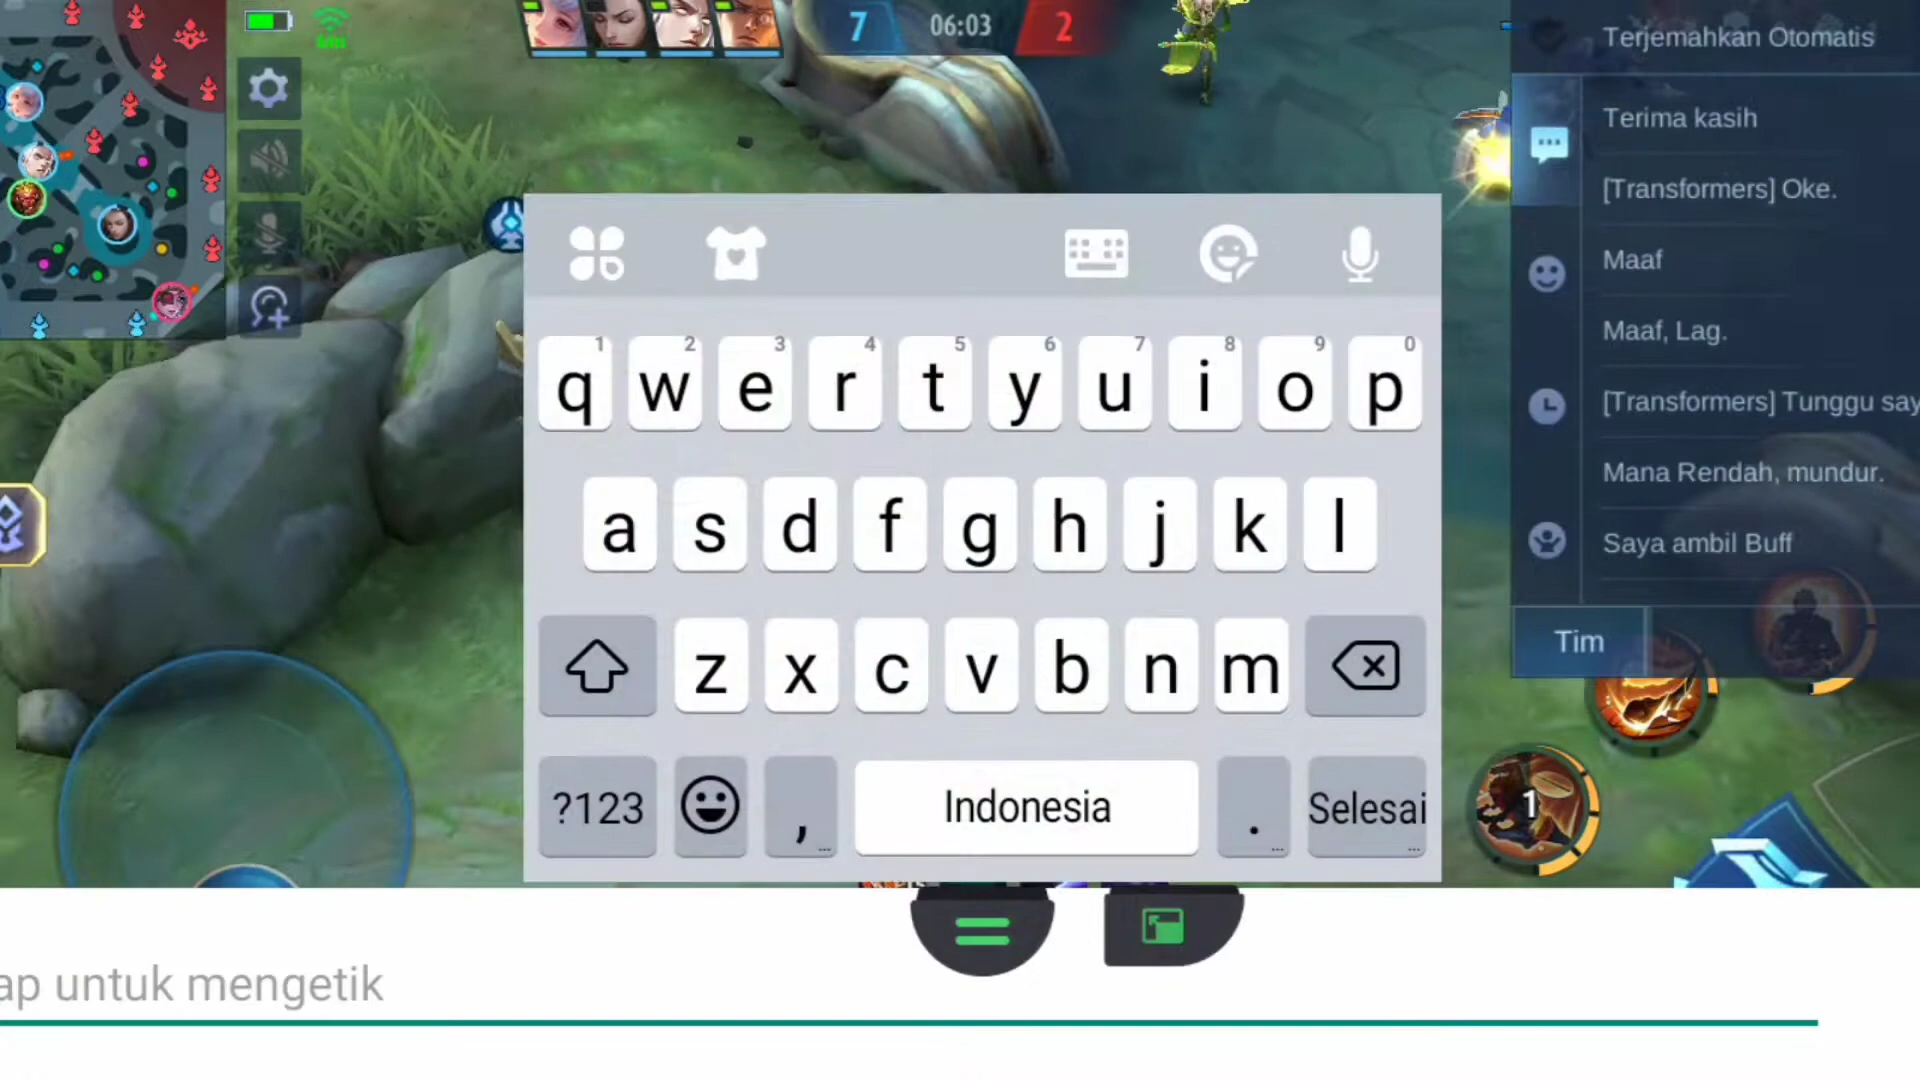 7 06:03 2
Terjemahkan Otomatis
Terima kasih
[Transformers] Oke.
Maaf
Maaf, Lag.
[Transformers] Tunggu say
Mana Rendah, mundur.
Saya ambil Buff
Tim
1 2 3 4 5 6 7 8 9 0
q w e r t y u i o p
a s d f g h j k l
z x c v b n m
?123 , Indonesia . Selesai
1
ap untuk mengetik